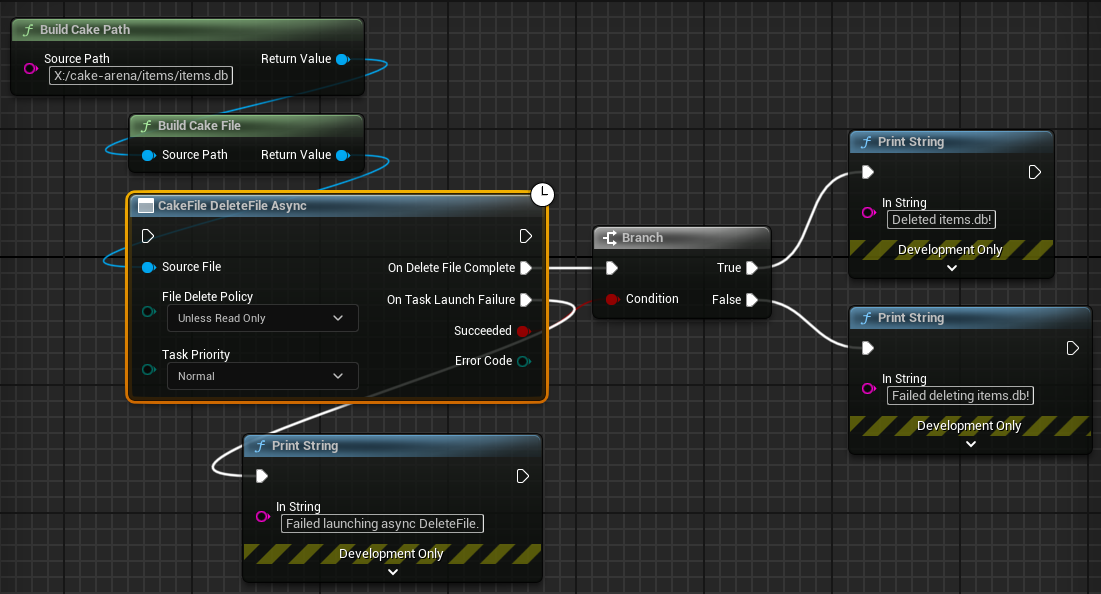 Build Cake Path
Source Path
Return Value
X:/cake-arena/items/items.db
Build Cake File
Source Path
Return Value
CakeFile DeleteFile Async
Source File
On Delete File Complete
File Delete Policy
On Task Launch Failure
Unless Read Only
Succeeded
Task Priority
Error Code
Normal
Branch
True
Condition
False
Print String
In String
Deleted items.db!
Development Only
Print String
In String
Failed deleting items.db!
Development Only
Print String
In String
Failed launching async DeleteFile.
Development Only